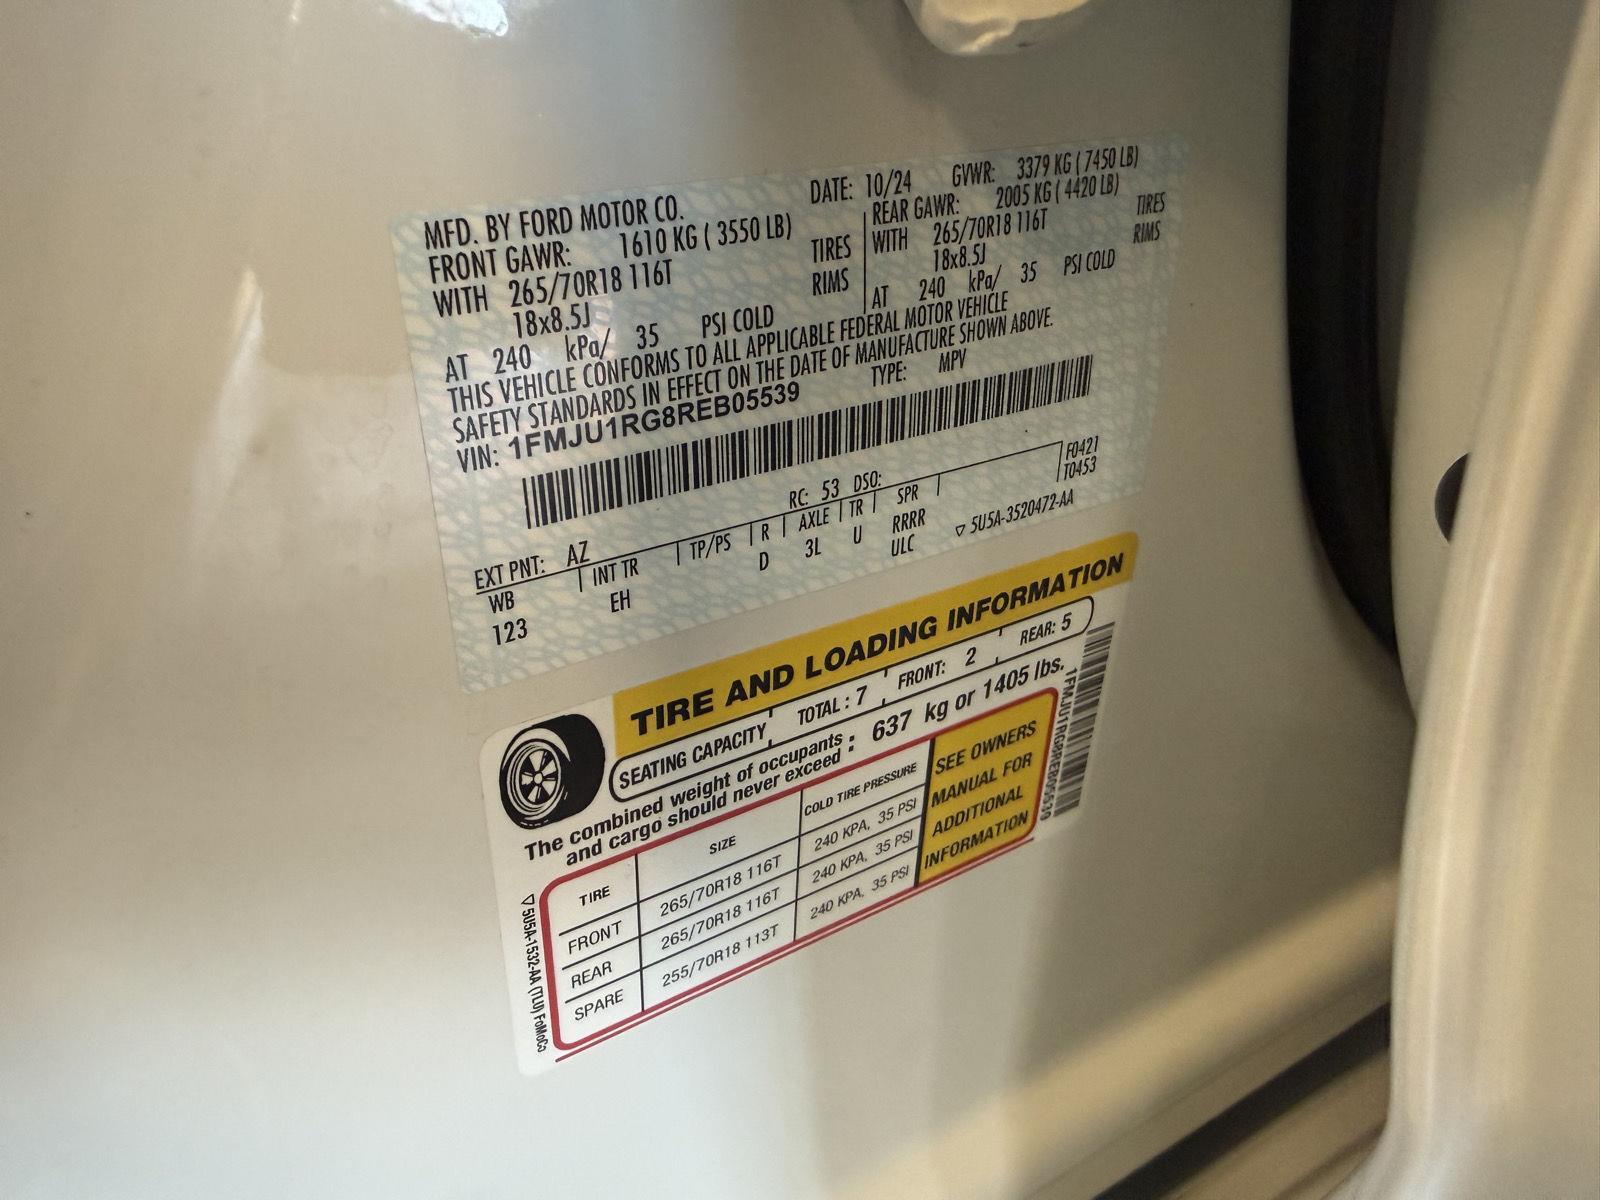 MFD. BY FORD MOTOR CO.
DATE: 10/24 GVWR: 3379 KG ( 7450 LB)
FRONT GAWR: 1610 KG ( 3550 LB)
REAR GAWR: 2005 KG ( 4420 LB)
WITH 265/70R18 116T TIRES
WITH 265/70R18 116T TIRES
18x8.5J RIMS
18x8.5J RIMS
AT 240 kPa/ 35 PSI COLD
AT 240 kPa/ 35 PSI COLD
THIS VEHICLE CONFORMS TO ALL APPLICABLE FEDERAL MOTOR VEHICLE
SAFETY STANDARDS IN EFFECT ON THE DATE OF MANUFACTURE SHOWN ABOVE.
VIN: 1FMJU1RG8REB05539 TYPE: MPV
EXT PNT: AZ RC: 53 DSO: F0421
WB INT TR TP/PS R AXLE TR SPR T0453
123 EH D 3L U RRRR
ULC
5U5A-3520472-AA
TIRE AND LOADING INFORMATION
SEATING CAPACITY TOTAL : 7 FRONT: 2 REAR: 5
The combined weight of occupants
and cargo should never exceed : 637 kg or 1405 lbs.
TIRE SIZE COLD TIRE PRESSURE
FRONT 265/70R18 116T 240 KPA, 35 PSI
REAR 265/70R18 116T 240 KPA, 35 PSI
SPARE 255/70R18 113T 240 KPA, 35 PSI
SEE OWNERS
MANUAL FOR
ADDITIONAL
INFORMATION
1FMJU1RG8REB05539
5U5A-1532-AA (TLU) FoMoCo